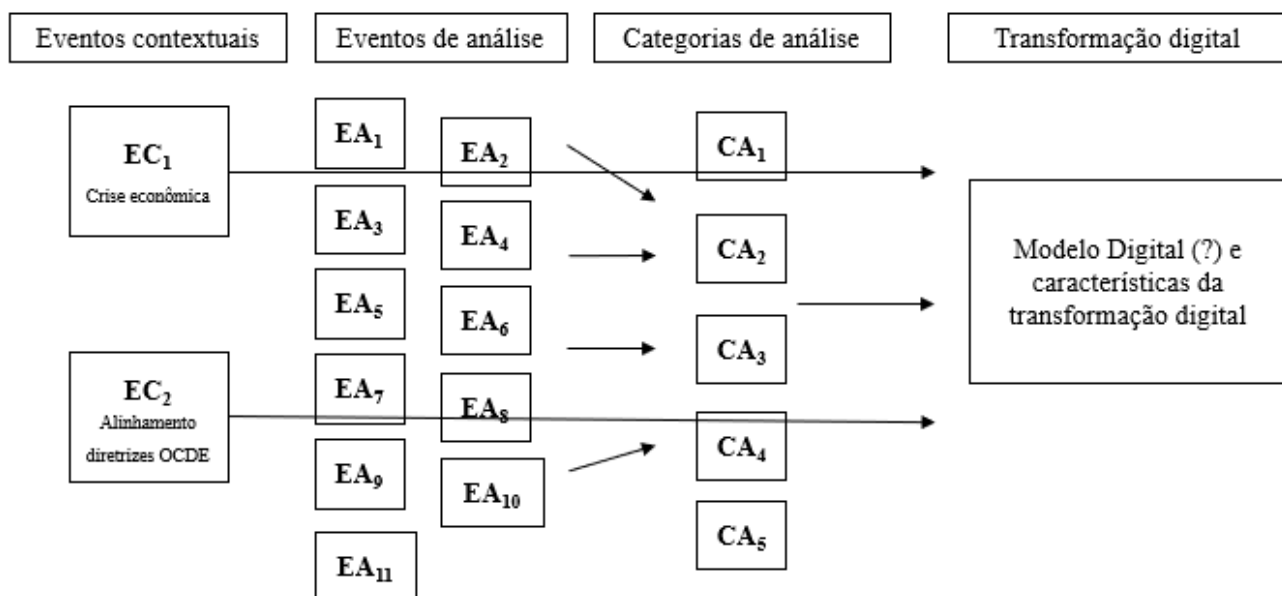 Eventos contextuais
Eventos de análise
Categorias de análise
Transformação digital
EC₁
Crise econômica
EC₂
Alinhamento
diretrizes OCDE
EA₁
EA₂
EA₃
EA₄
EA₅
EA₆
EA₇
EA₈
EA₉
EA₁₀
EA₁₁
CA₁
CA₂
CA₃
CA₄
CA₅
Modelo Digital (?) e
características da
transformação digital